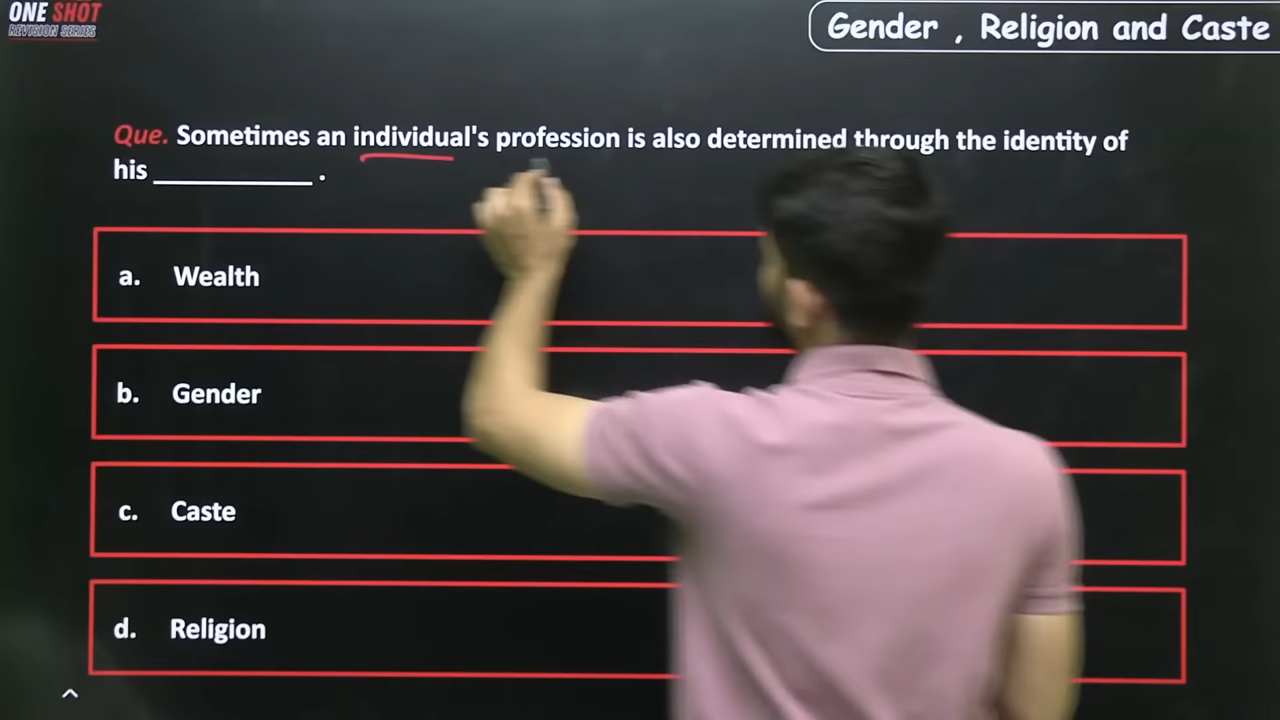 ONE SHOT
REVISION SERIES
Gender , Religion and Caste
Que. Sometimes an individual's profession is also determined through the identity of
his __________ .
a. Wealth
b. Gender
c. Caste
d. Religion